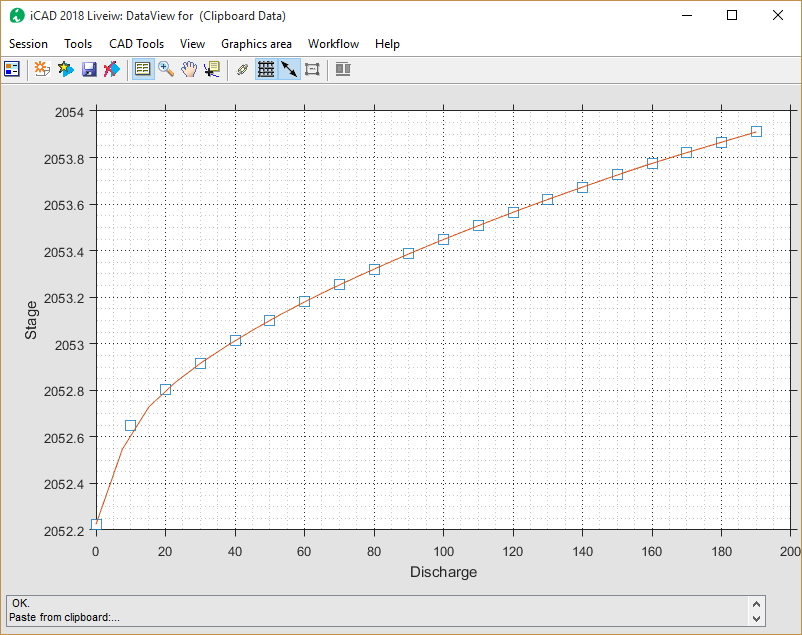 iCAD 2018 Liveiw: DataView for (Clipboard Data)
Session Tools CAD Tools View Graphics area Workflow Help
2054
2053.8
2053.6
2053.4
2053.2
2053
2052.8
2052.6
2052.4
2052.2
Stage
0 20 40 60 80 100 120 140 160 180 200
Discharge
OK.
Paste from clipboard:...